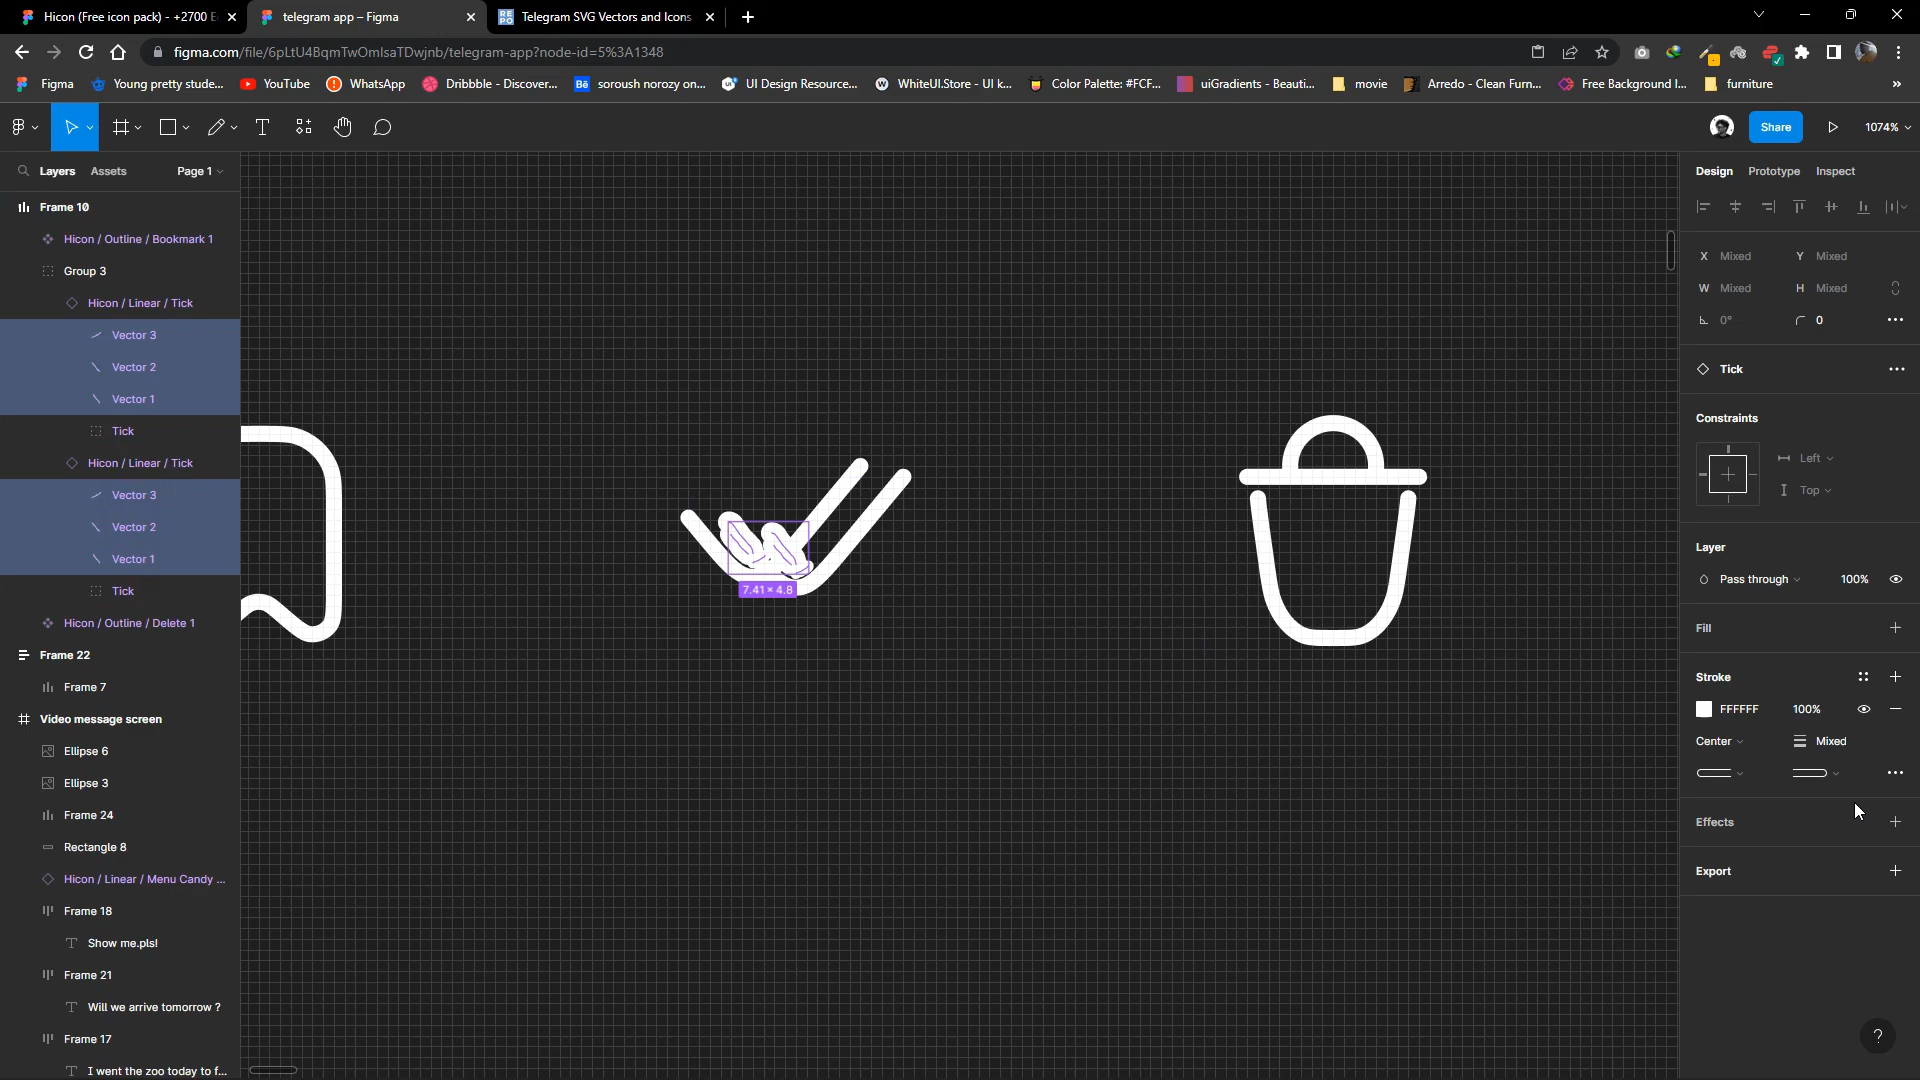 Hicon (Free icon pack) - +2700 E
telegram app – Figma
Telegram SVG Vectors and Icons
figma.com/file/6pLtU4BqmTwOmIsaTDwjnb/telegram-app?node-id=5%3A1348
Figma
Young pretty stude...
YouTube
WhatsApp
Dribbble - Discover...
soroush norozy on...
UI Design Resource...
WhiteUI.Store - UI k...
Color Palette: #FCF...
uiGradients - Beauti...
movie
Arredo - Clean Furn...
Free Background I...
furniture
Share
1074%
Layers
Assets
Page 1
Design
Prototype
Inspect
Frame 10
Hicon / Outline / Bookmark 1
Group 3
Hicon / Linear / Tick
Vector 3
Vector 2
Vector 1
Tick
Hicon / Linear / Tick
Vector 3
Vector 2
Vector 1
Tick
Hicon / Outline / Delete 1
Frame 22
Frame 7
Video message screen
Ellipse 6
Ellipse 3
Frame 24
Rectangle 8
Hicon / Linear / Menu Candy ...
Frame 18
Show me.pls!
Frame 21
Will we arrive tomorrow ?
Frame 17
I went the zoo today to f...
7.41 × 4.8
X Mixed Y Mixed
W Mixed H Mixed
0° 0
Tick
Constraints
Left
Top
Layer
Pass through 100%
Fill
Stroke
FFFFFF 100%
Center Mixed
Effects
Export
?